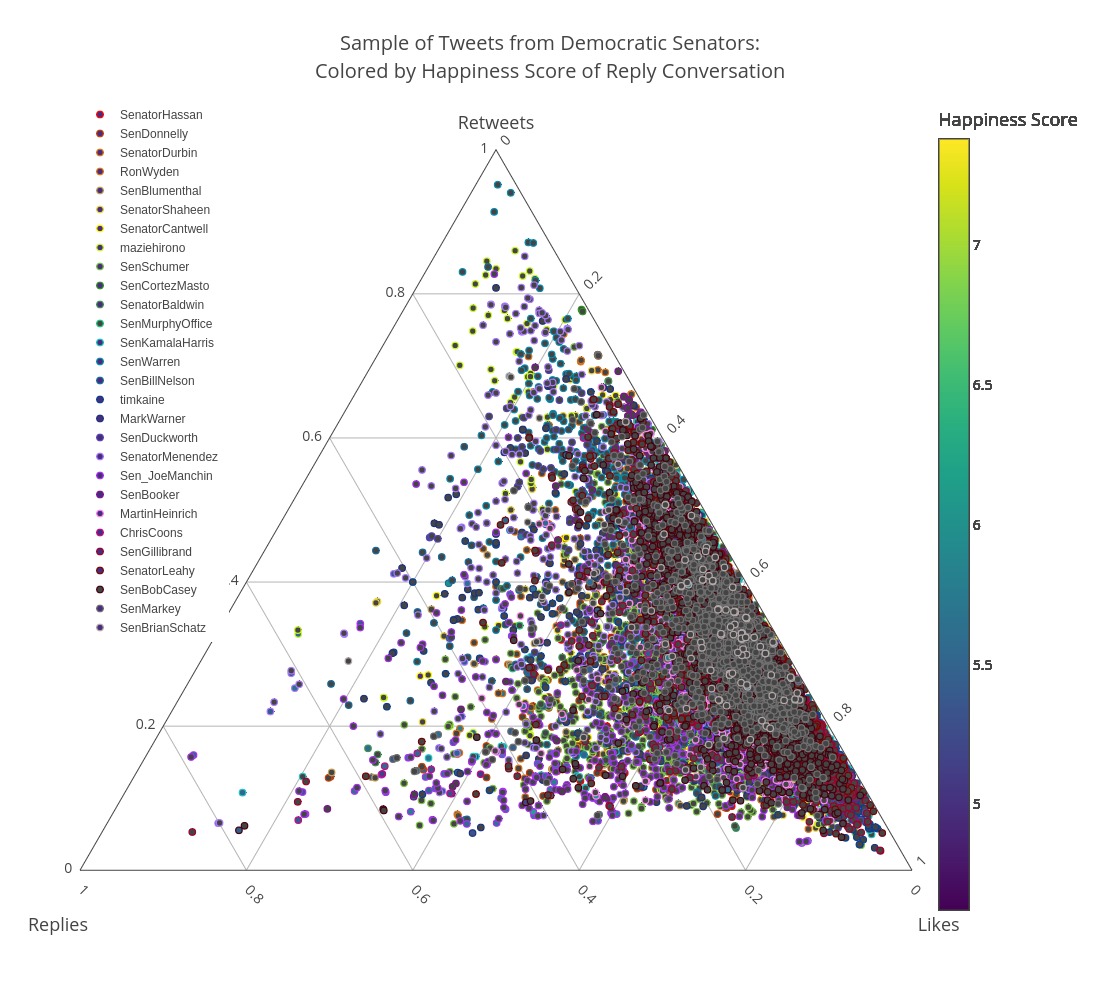 Sample of Tweets from Democratic Senators:
Colored by Happiness Score of Reply Conversation
SenatorHassan
SenDonnelly
SenatorDurbin
RonWyden
SenBlumenthal
SenatorShaheen
SenatorCantwell
maziehirono
SenSchumer
SenCortezMasto
SenatorBaldwin
SenMurphyOffice
SenKamalaHarris
SenWarren
SenBillNelson
timkaine
MarkWarner
SenDuckworth
SenatorMenendez
Sen_JoeManchin
SenBooker
MartinHeinrich
ChrisCoons
SenGillibrand
SenatorLeahy
SenBobCasey
SenMarkey
SenBrianSchatz
Retweets
1
0.8
0.6
.4
0.2
0
0
0.2
0.4
0.6
0.8
1
1
0.8
0.6
0.4
0.2
0
Replies
Likes
Happiness Score
7
6.5
6
5.5
5